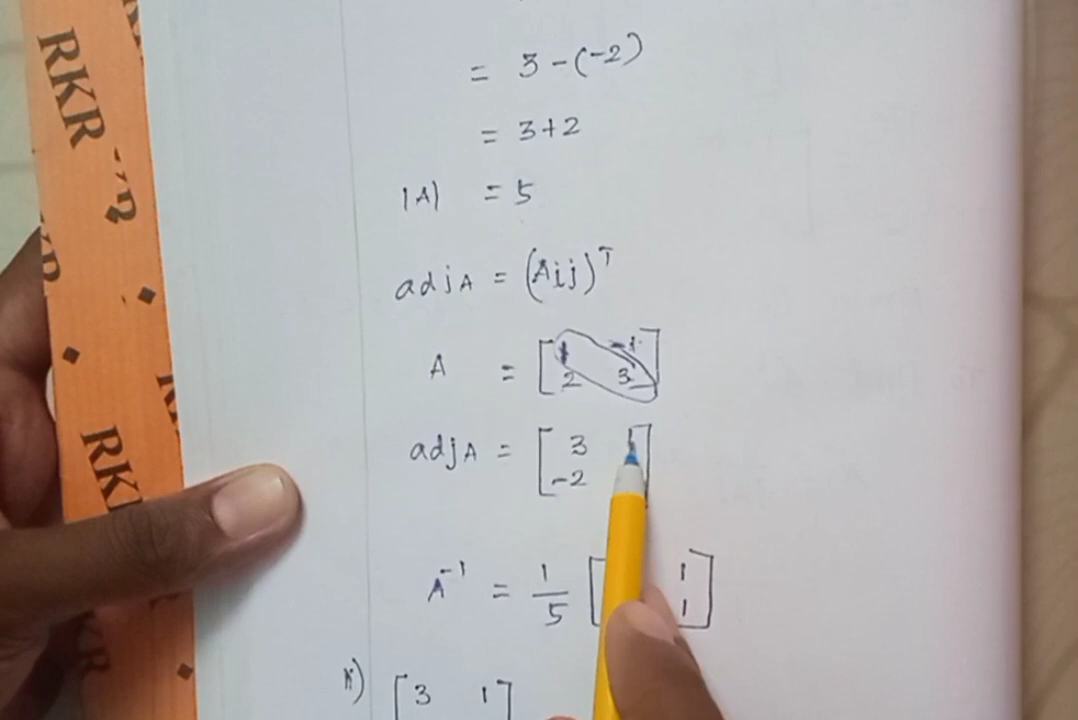 RKR
= 3-(-2)
= 3+2
|A| = 5
adj A = (Aij)ᵀ
A = [1 -1
2 3]
adj A = [3 1
-2
A⁻¹ = 1/5 [ 1
1]
RKR
[3 1]